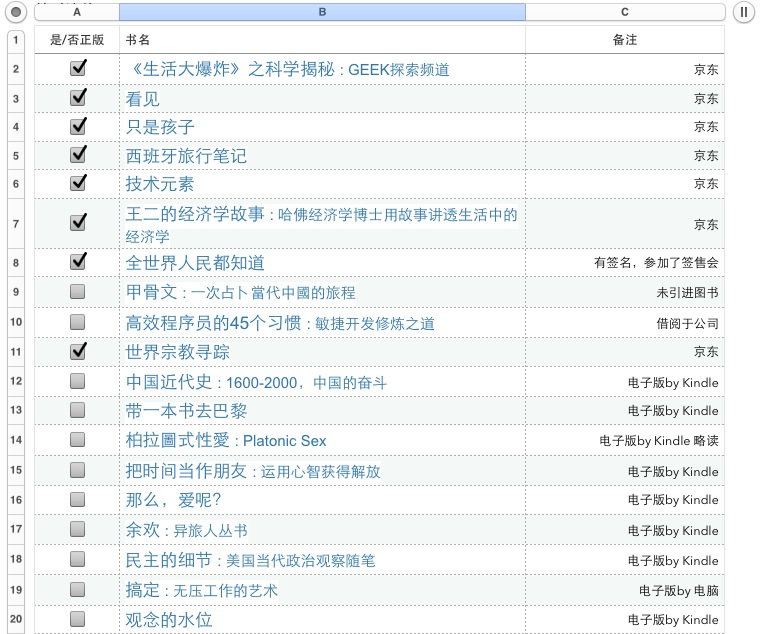 A B C
1 是/否正版 书名 备注
2 《生活大爆炸》之科学揭秘 : GEEK探索频道 京东
3 看见 京东
4 只是孩子 京东
5 西班牙旅行笔记 京东
6 技术元素 京东
7 王二的经济学故事 : 哈佛经济学博士用故事讲透生活中的 京东
经济学
8 全世界人民都知道 有签名，参加了签售会
9 甲骨文 : 一次占卜當代中國的旅程 未引进图书
10 高效程序员的45个习惯 : 敏捷开发修炼之道 借阅于公司
11 世界宗教寻踪 京东
12 中国近代史 : 1600-2000，中国的奋斗 电子版by Kindle
13 带一本书去巴黎 电子版by Kindle
14 柏拉圖式性愛 : Platonic Sex 电子版by Kindle 略读
15 把时间当作朋友 : 运用心智获得解放 电子版by Kindle
16 那么，爱呢? 电子版by Kindle
17 余欢 : 异旅人丛书 电子版by Kindle
18 民主的细节 : 美国当代政治观察随笔 电子版by Kindle
19 搞定 : 无压工作的艺术 电子版by 电脑
20 观念的水位 电子版by Kindle